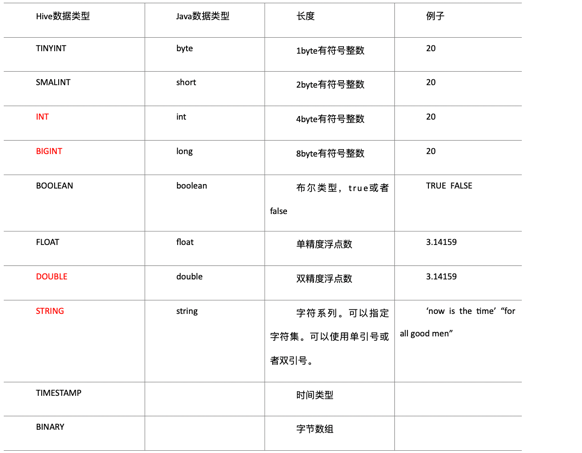 Hive数据类型 Java数据类型 长度 例子
TINYINT byte 1byte有符号整数 20
SMALINT short 2byte有符号整数 20
INT int 4byte有符号整数 20
BIGINT long 8byte有符号整数 20
BOOLEAN boolean 布尔类型，true或者 TRUE FALSE
false
FLOAT float 单精度浮点数 3.14159
DOUBLE double 双精度浮点数 3.14159
STRING string 字符系列。可以指定 ‘now is the time’ “for
字符集。可以使用单引号或 all good men”
者双引号。
TIMESTAMP 时间类型
BINARY 字节数组